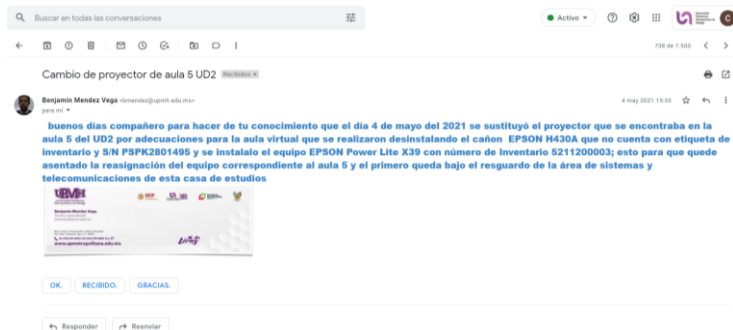 Buscar en todas las conversaciones
Activo
C
738 de 7.500
Cambio de proyector de aula 5 UD2 Recibidos x
Benjamin Mendez Vega <bmendez@upmh.edu.mx>
4 may 2021 15:33
para mí
buenos días compañero para hacer de tu conocimiento que el día 4 de mayo del 2021 se sustituyó el proyector que se encontraba en la
aula 5 del UD2 por adecuaciones para la aula virtual que se realizaron desinstalando el cañon EPSON H430A que no cuenta con etiqueta de
inventario y S/N PSPK2801495 y se instalalo el equipo EPSON Power Lite X39 con número de Inventario 5211200003; esto para que quede
asentado la reasignación del equipo correspondiente al aula 5 y el primero queda bajo el resguardo de la área de sistemas y
telecomunicaciones de esta casa de estudios
UPMH
SEP
Benjamin Mendez Vega
www.upmetropolitana.edu.mx
OK.
RECIBIDO.
GRACIAS.
Responder
Reenviar